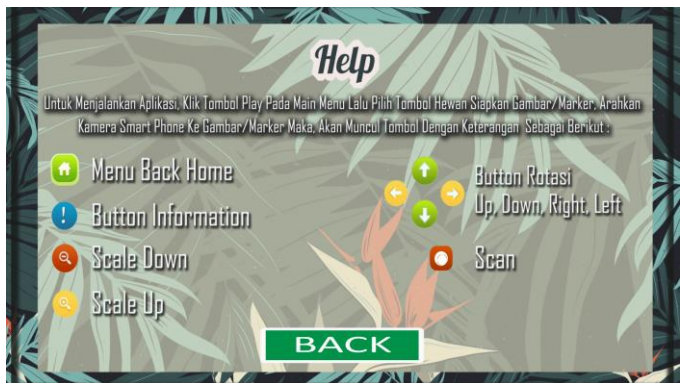 Help
Untuk Menjalankan Aplikasi, Klik Tombol Play Pada Main Menu Lalu Pilih Tombol Hewan Siapkan Gambar/Marker, Arahkan
Kamera Smart Phone Ke Gambar/Marker Maka, Akan Muncul Tombol Dengan Keterangan Sebagai Berikut :
Menu Back Home
Button Information
Scale Down
Scale Up
Button Rotasi
Up, Down, Right, Left
Scan
BACK